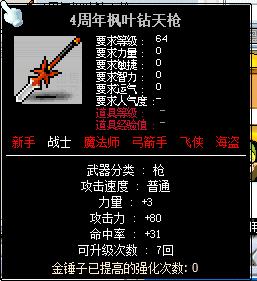 4周年枫叶钻天枪
要求等级: 64
要求力量: -
要求敏捷: -
要求智力: -
要求运气: -
要求人气度: -
道具等级: -
道具经验值: -
新手 战士 魔法师 弓箭手 飞侠 海盗
武器分类 : 枪
攻击速度 : 普通
力量 : +3
攻击力 : +80
命中率 : +31
可升级次数 : 7回
金锤子已提高的强化次数: 0